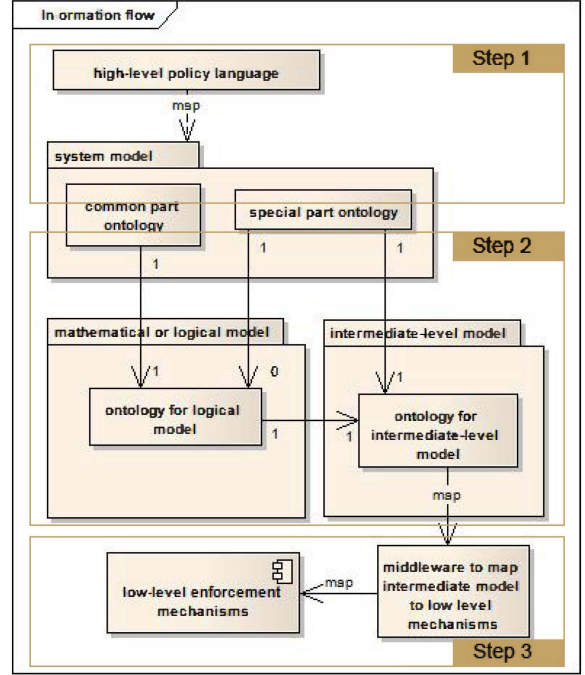 In ormation flow
Step 1
high-level policy language
map
system model
common part
ontology
special part ontology
Step 2
1
1
1
mathematical or logical model
intermediate-level model
1
0
1
ontology for logical
model
ontology for
intermediate-level
model
1
1
map
low-level enforcement
mechanisms
map
middleware to map
intermediate model
to low level
mechanisms
Step 3